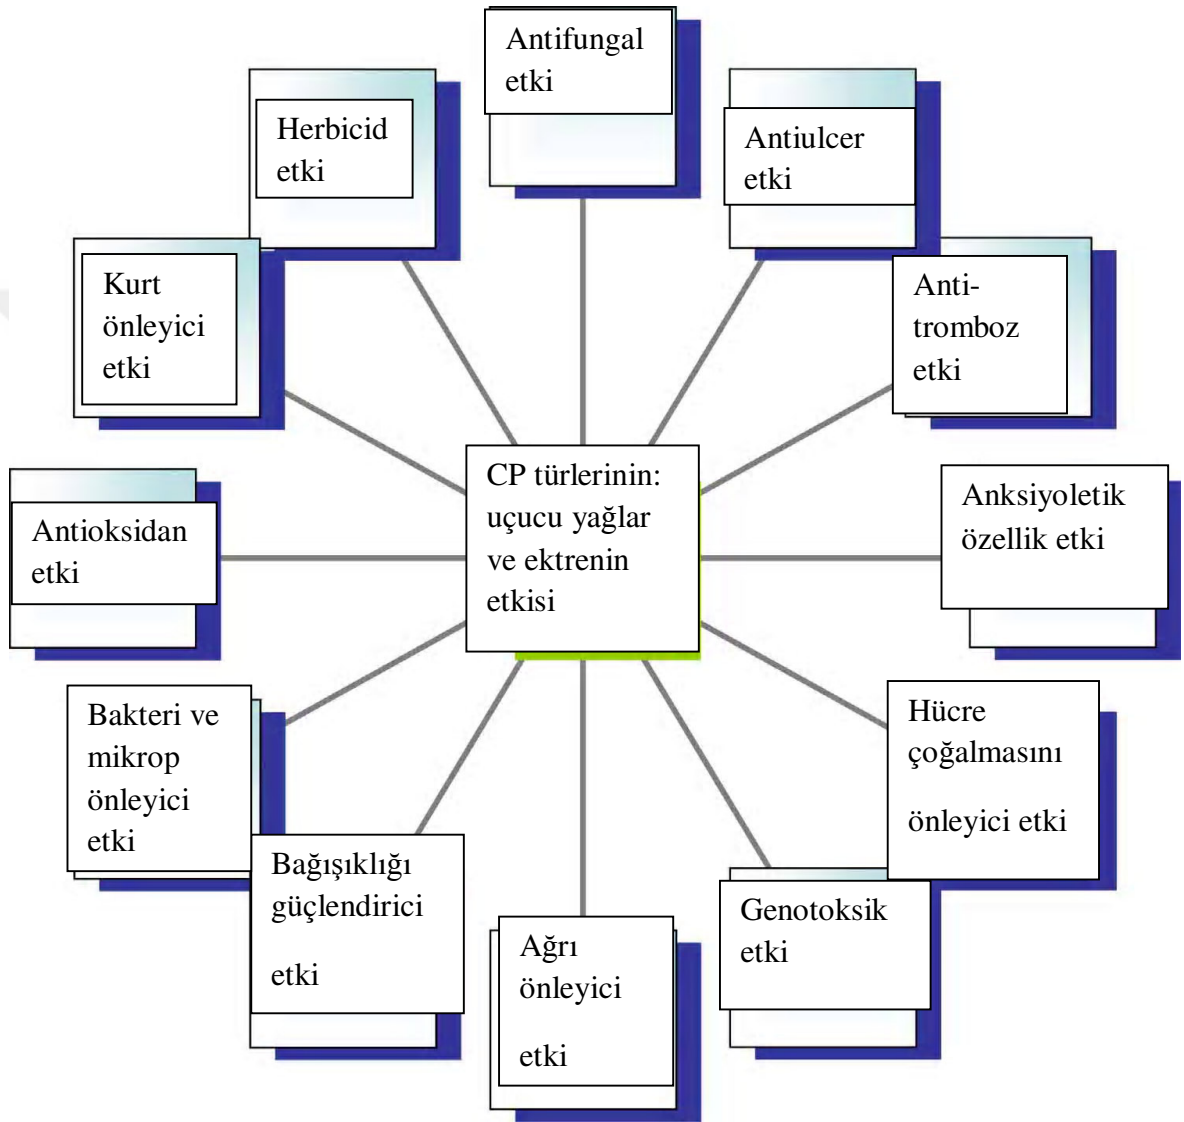 Antifungal
etki
Herbicid
etki
Antiulcer
etki
Kurt
önleyici
etki
Anti-
tromboz
etki
CP türlerinin:
uçucu yağlar
ve ektrenin
etkisi
Antioksidan
etki
Anksiyoletik
özellik etki
Bakteri ve
mikrop
önleyici
etki
Hücre
çoğalmasını
önleyici etki
Bağışıklığı
güçlendirici
etki
Genotoksik
etki
Ağrı
önleyici
etki